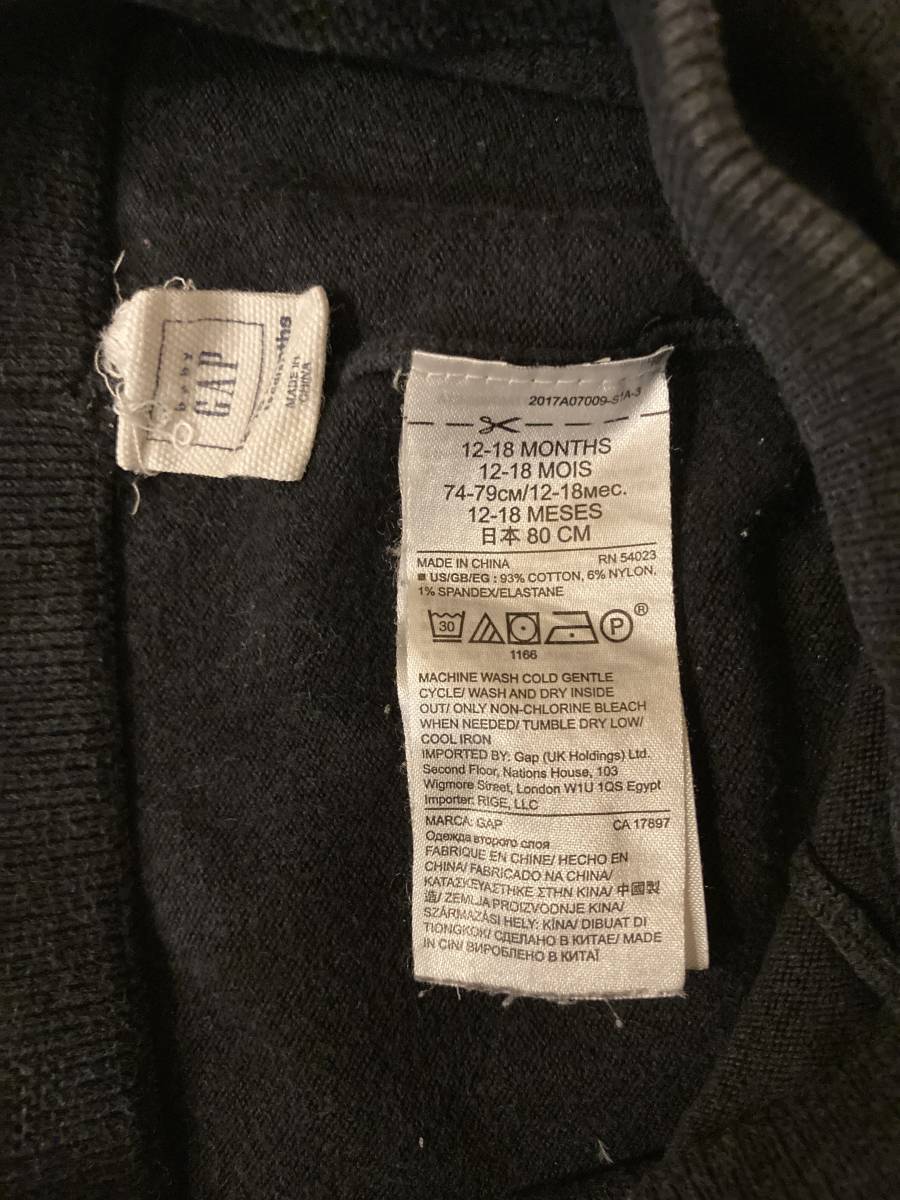 baby
GAP
months
MADE IN
CHINA
2017A07009-S1A-3
12-18 MONTHS
12-18 MOIS
74-79см/12-18мес.
12-18 MESES
日本 80 CM
MADE IN CHINA RN 54023
US/GB/EG : 93% COTTON, 6% NYLON,
1% SPANDEX/ELASTANE
30 P ®
1166
MACHINE WASH COLD GENTLE
CYCLE/ WASH AND DRY INSIDE
OUT/ ONLY NON-CHLORINE BLEACH
WHEN NEEDED/ TUMBLE DRY LOW/
COOL IRON
IMPORTED BY: Gap (UK Holdings) Ltd.
Second Floor, Nations House, 103
Wigmore Street, London W1U 1QS Egypt
Importer: RIGE, LLC
MARCA: GAP CA 17897
Одежда второго слоя
FABRIQUE EN CHINE/ HECHO EN
CHINA/ FABRICADO NA CHINA/
ΚΑΤΑΣΚΕΥΑΣΤΗΚΕ ΣΤΗΝ ΚΙΝΑ/ 中國製
造/ ZEMLJA PROIZVODNJE KINA/
SZÁRMAZÁSI HELY: KÍNA/ DIBUAT DI
TIONGKOK/ СДЕЛАНО В КИТАЕ/ MADE
IN CIN/ ВИРОБЛЕНО В КИТАЇ